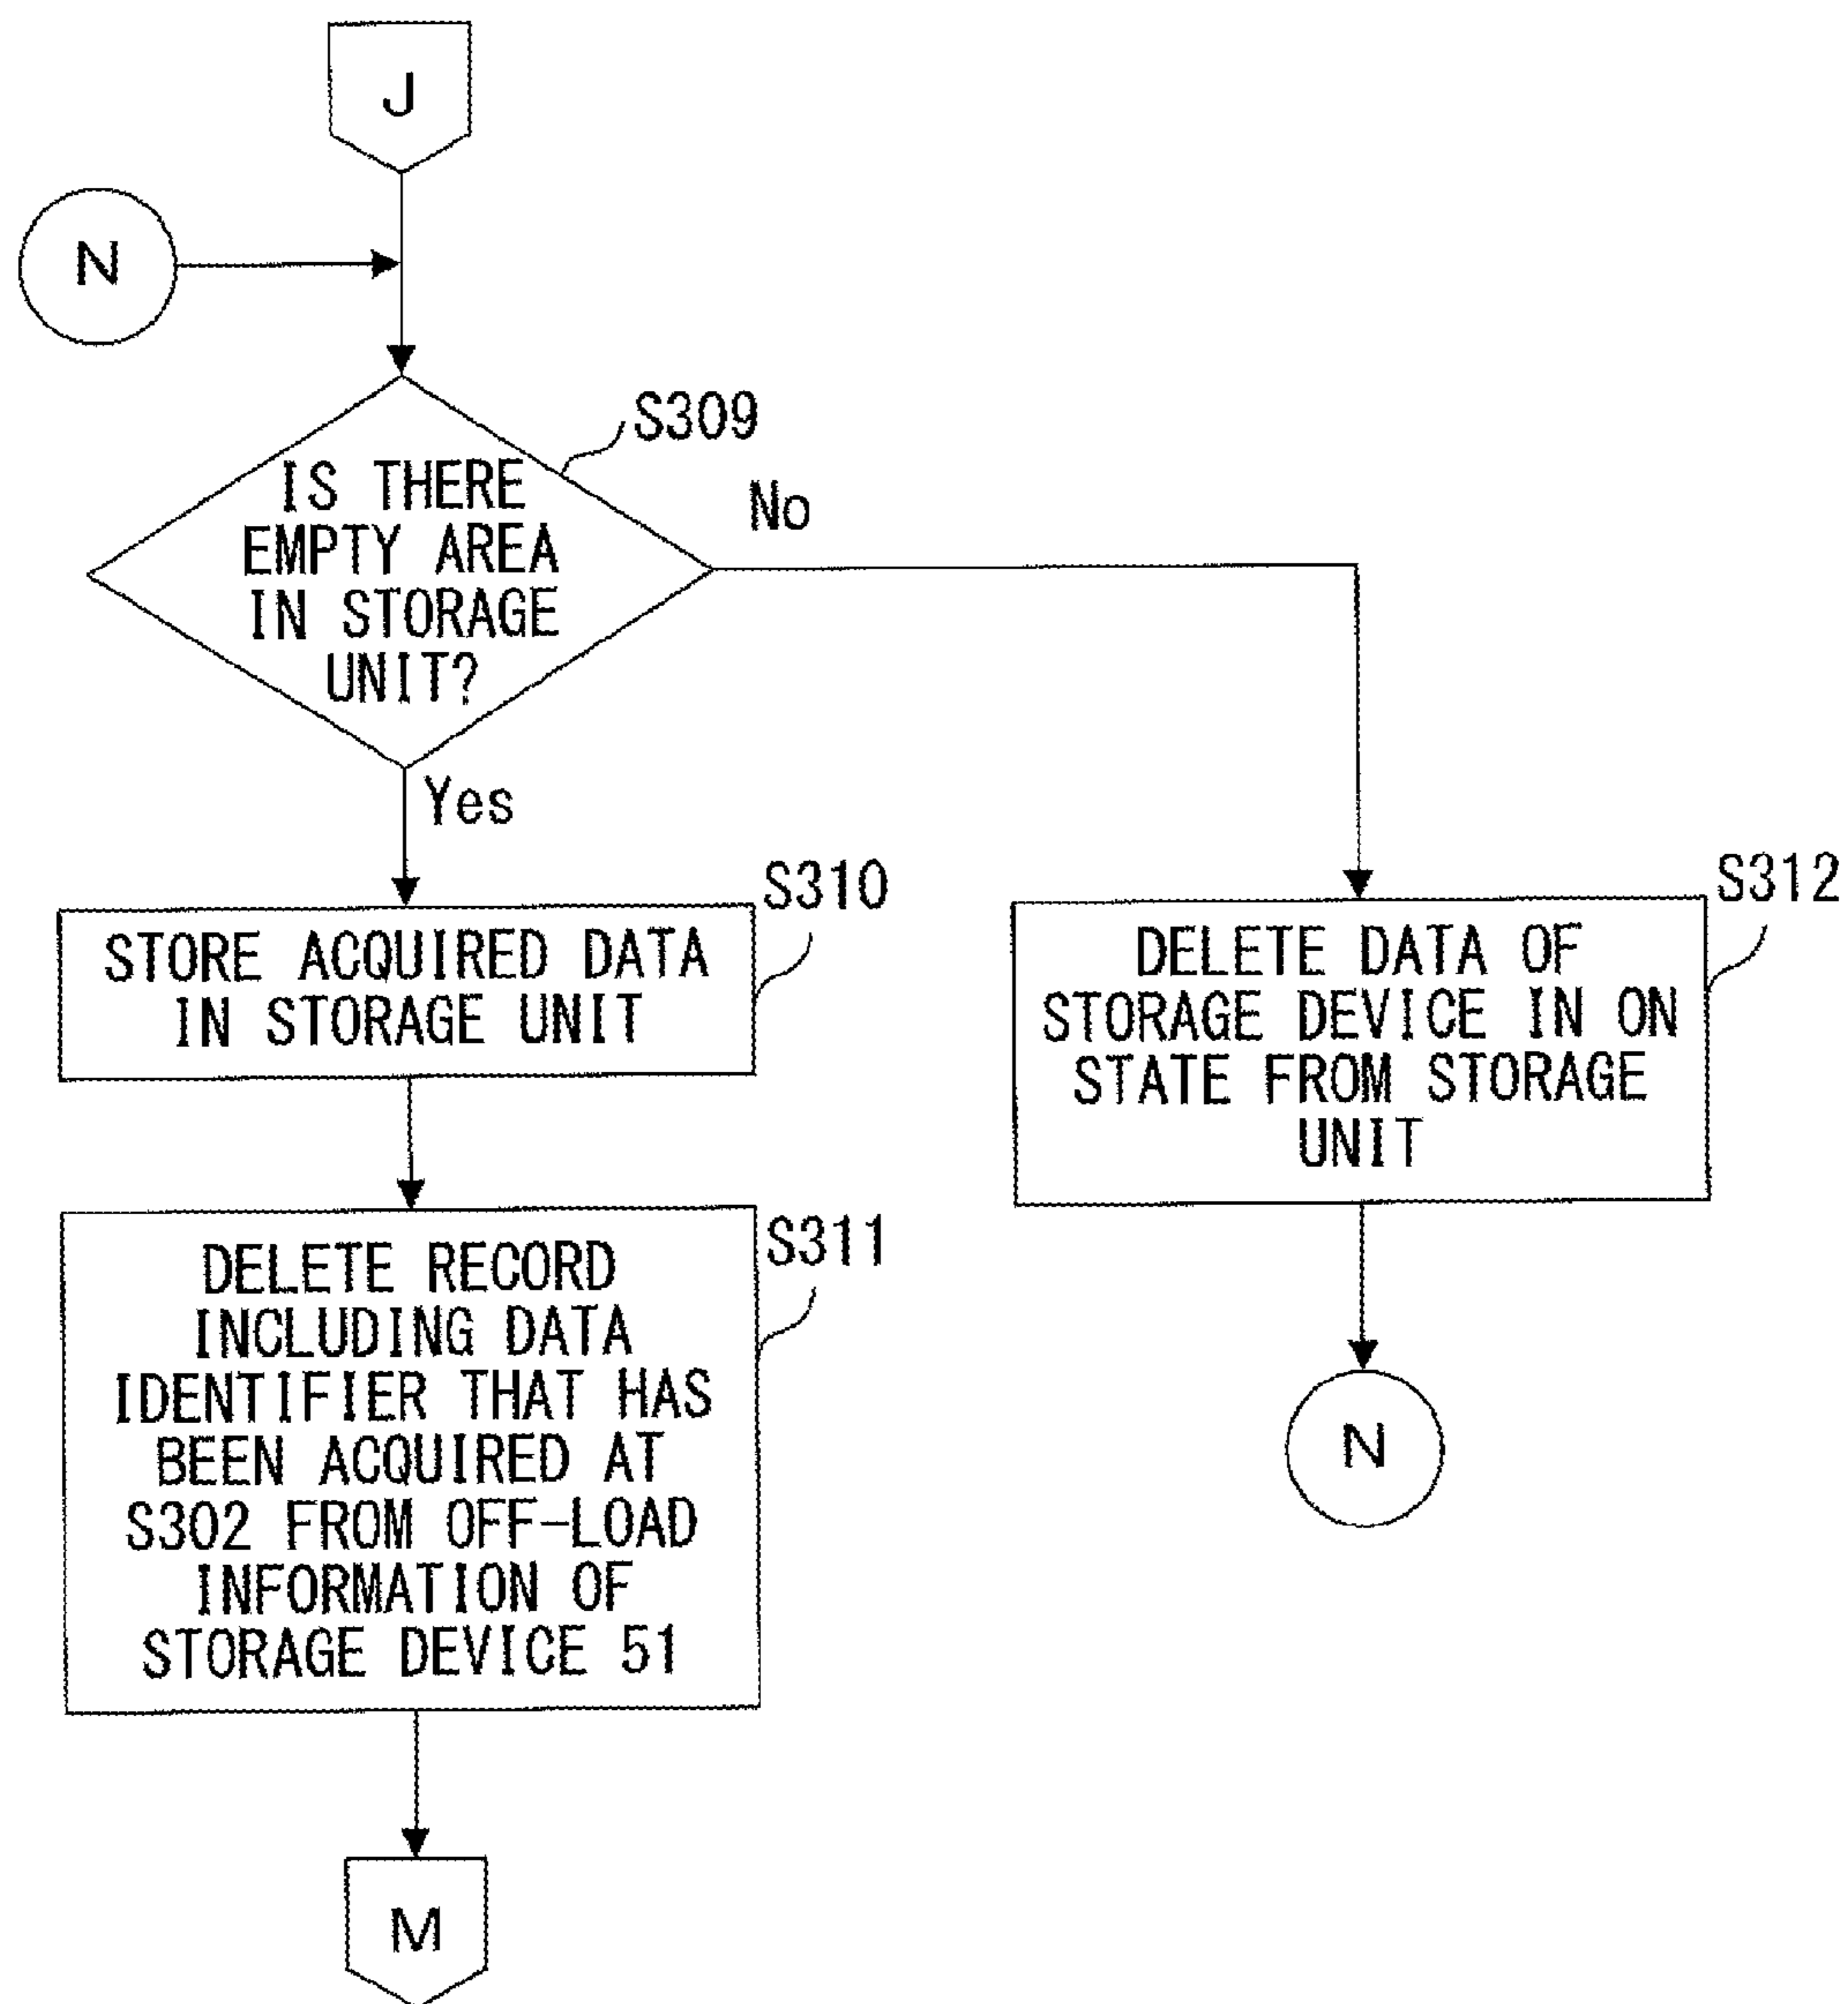 J
N
S309
IS THERE
EMPTY AREA
IN STORAGE
UNIT?
No
Yes
S310
STORE ACQUIRED DATA
IN STORAGE UNIT
S312
DELETE DATA OF
STORAGE DEVICE IN ON
STATE FROM STORAGE
UNIT
S311
DELETE RECORD
INCLUDING DATA
IDENTIFIER THAT HAS
BEEN ACQUIRED AT
S302 FROM OFF-LOAD
INFORMATION OF
STORAGE DEVICE 51
N
M